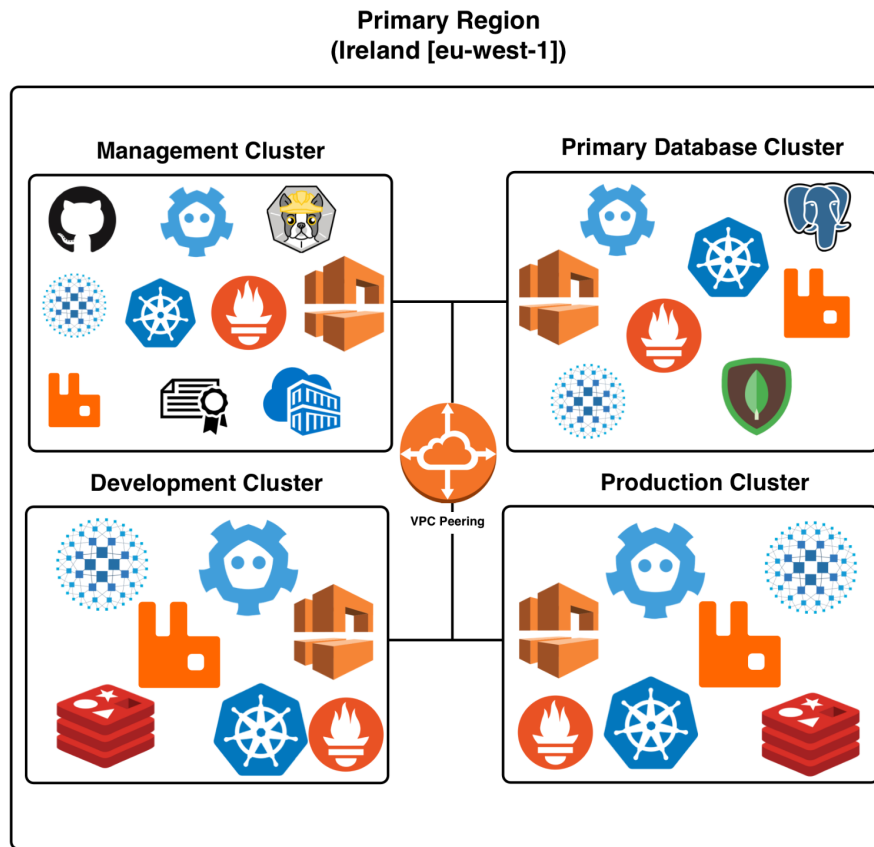 Primary Region
(Ireland [eu-west-1])
Management Cluster
Primary Database Cluster
VPC Peering
Development Cluster
Production Cluster